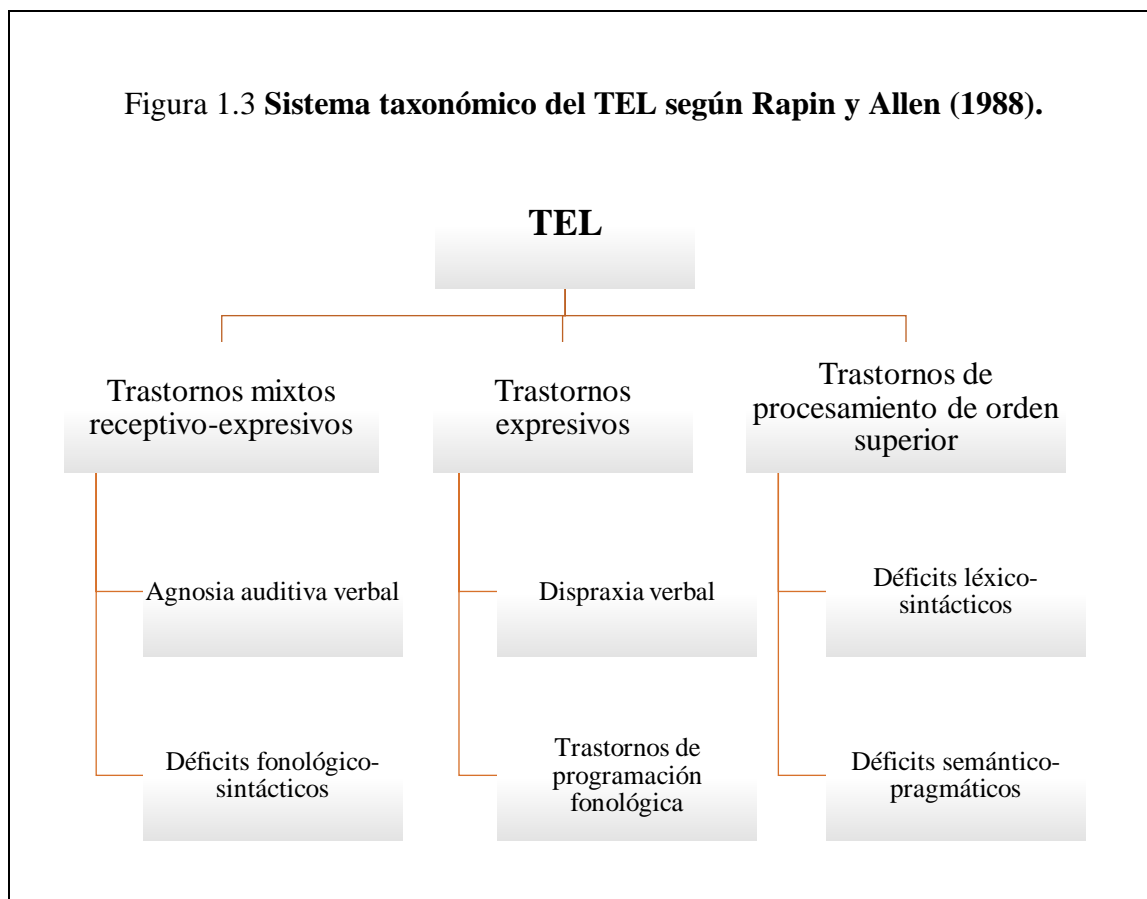 Figura 1.3 Sistema taxonómico del TEL según Rapin y Allen (1988).
TEL
Trastornos mixtos
receptivo-expresivos
Trastornos
expresivos
Trastornos de
procesamiento de orden
superior
Agnosia auditiva verbal
Dispraxia verbal
Déficits léxico-
sintácticos
Déficits fonológico-
sintácticos
Trastornos de
programación
fonológica
Déficits semántico-
pragmáticos